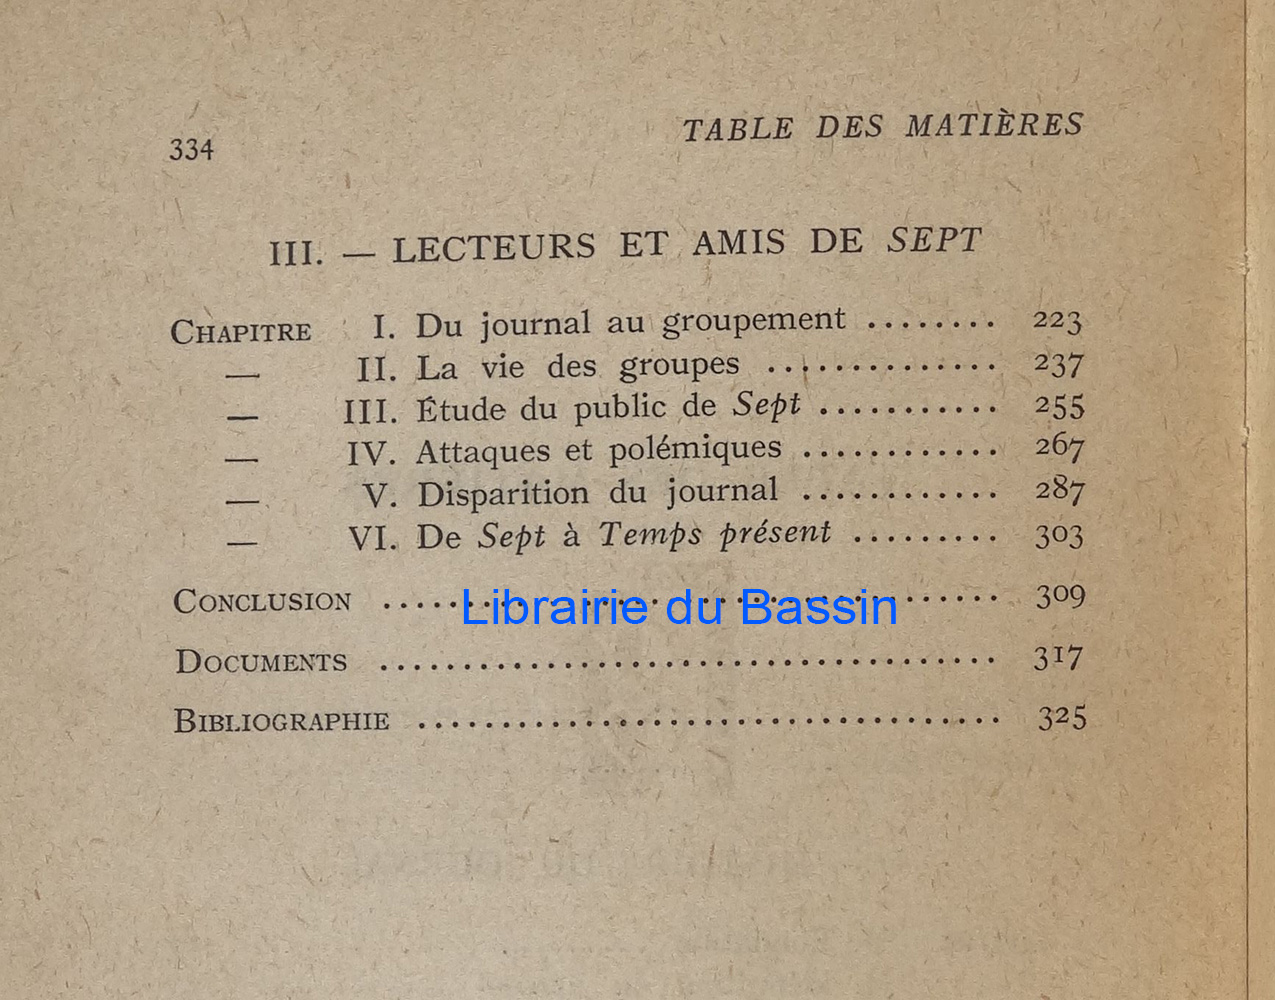 334
TABLE DES MATIÈRES
III. — LECTEURS ET AMIS DE SEPT
CHAPITRE I. Du journal au groupement ........ 223
— II. La vie des groupes .............. 237
— III. Étude du public de Sept ........... 255
— IV. Attaques et polémiques ............ 267
— V. Disparition du journal ............ 287
— VI. De Sept à Temps présent ......... 303
CONCLUSION ..................................... 309
Librairie du Bassin
DOCUMENTS ..................................... 317
BIBLIOGRAPHIE ................................... 325